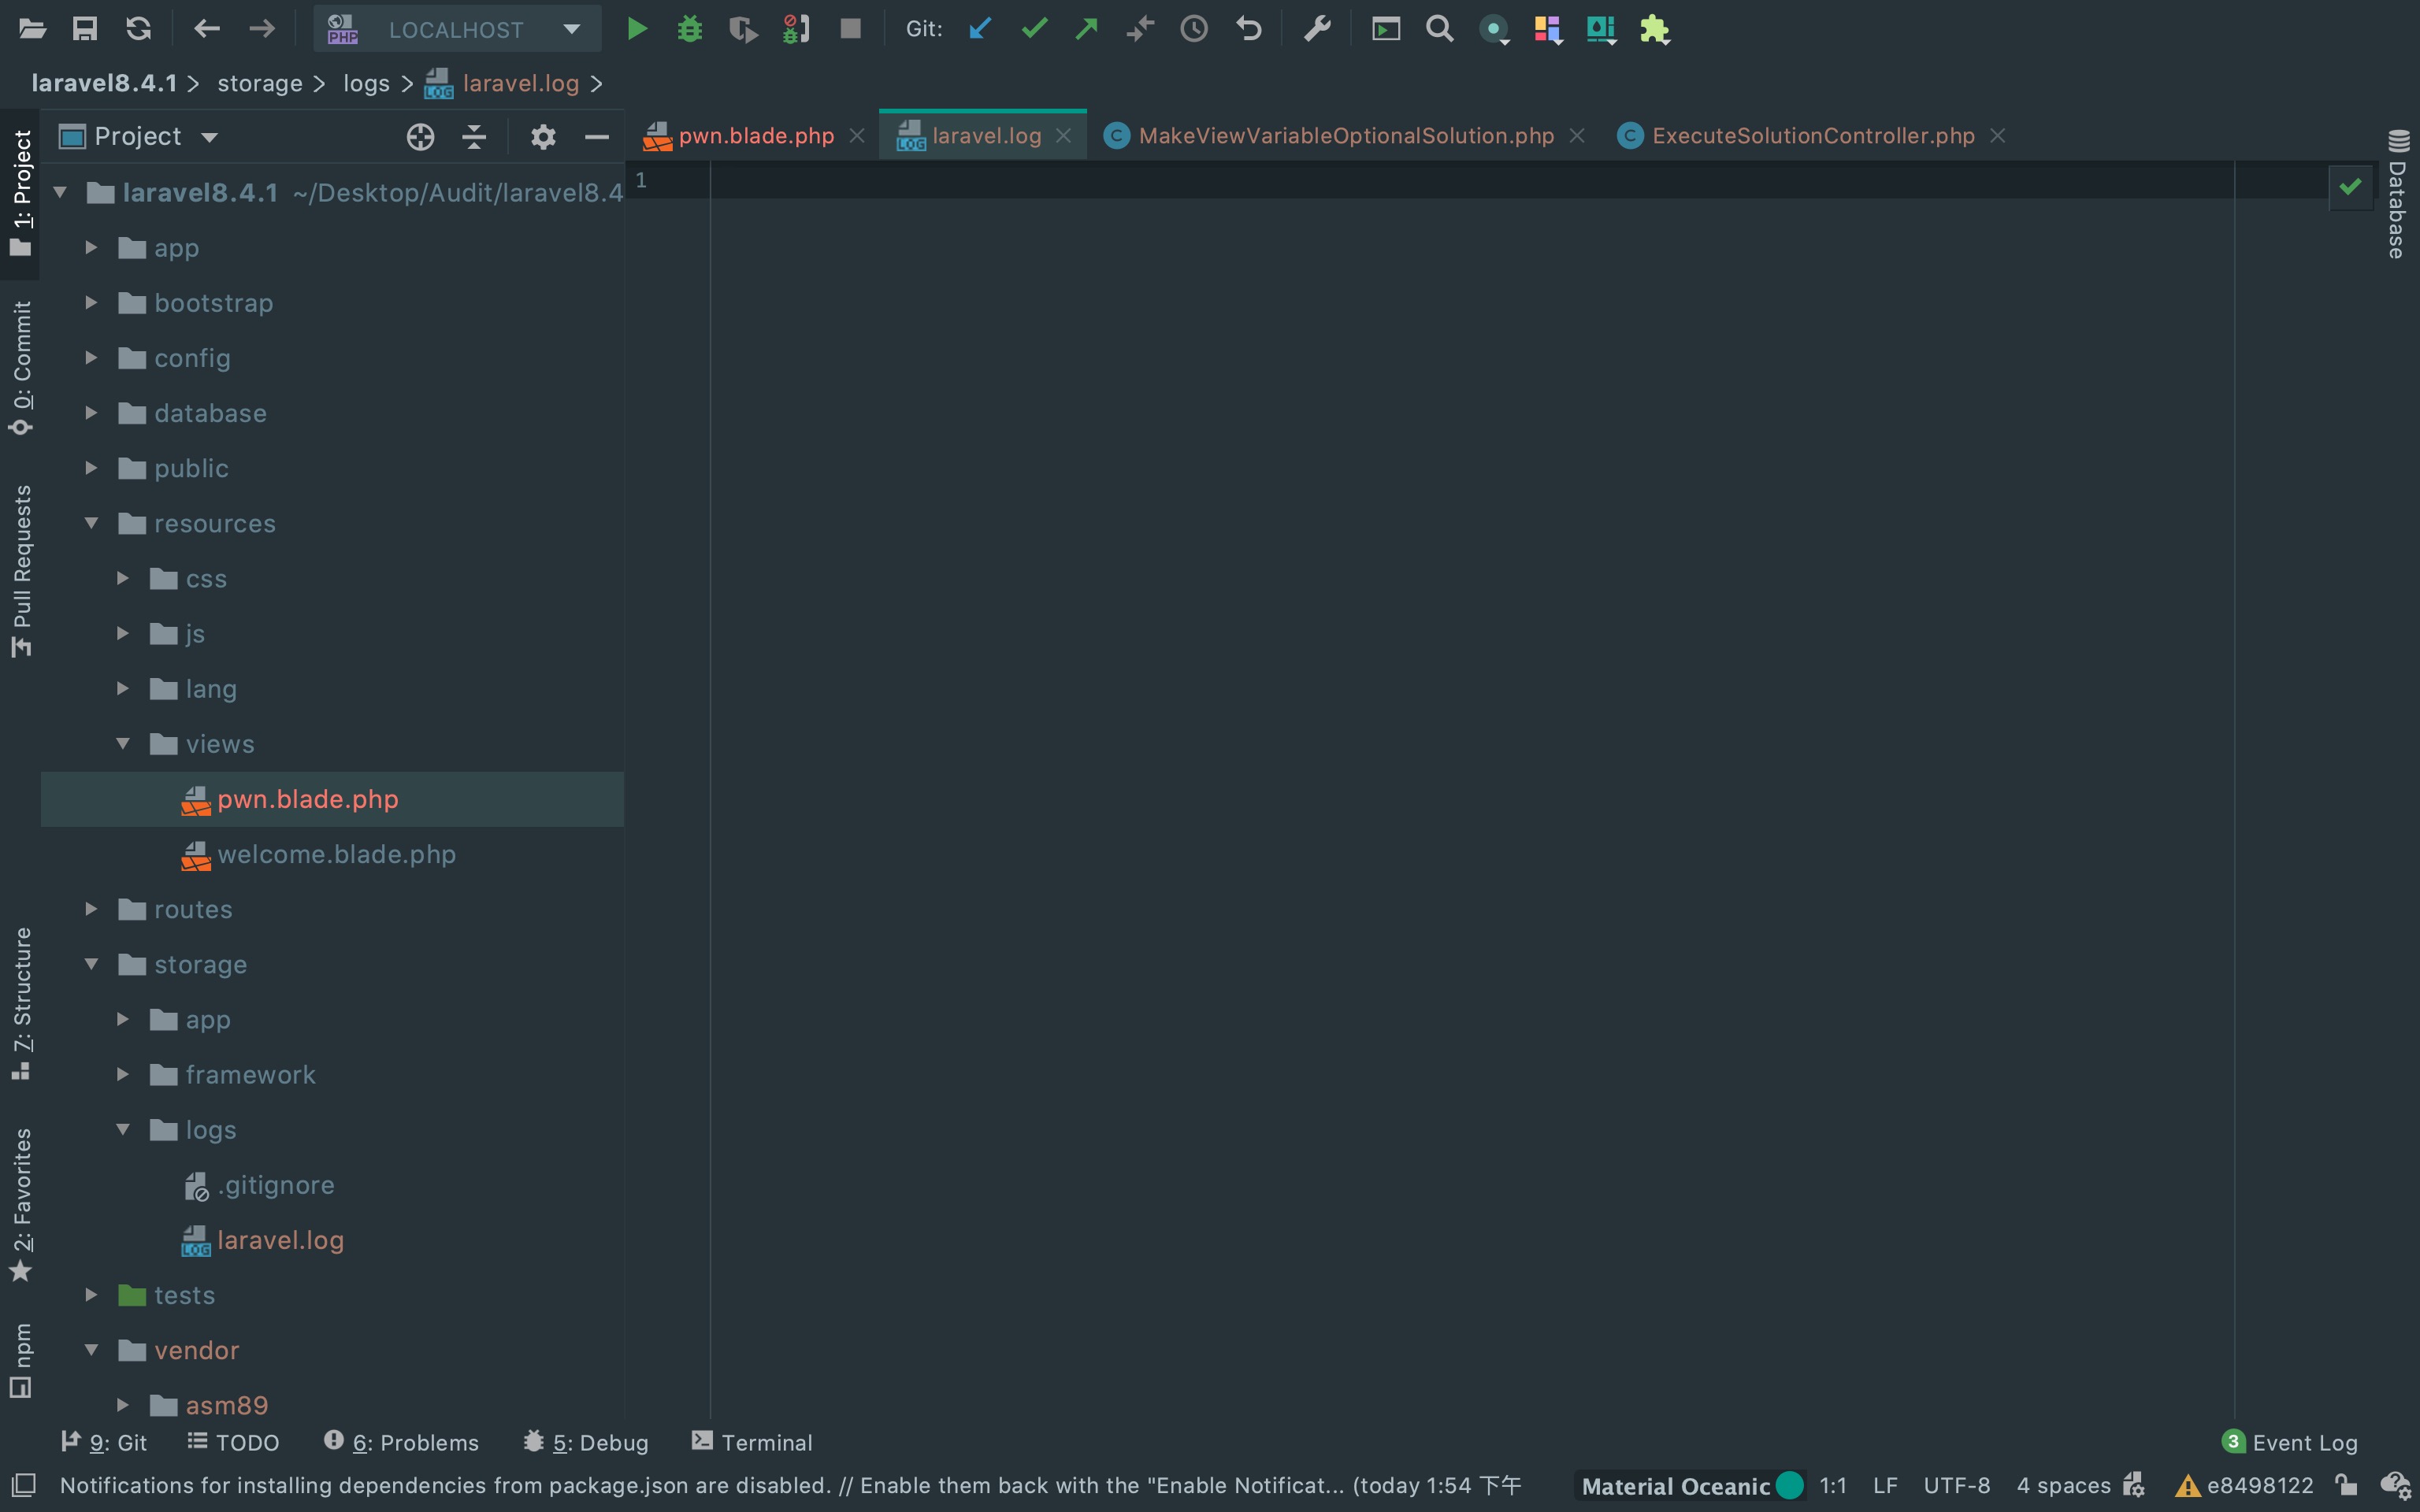 PHP LOCALHOST Git:
laravel8.4.1 storage logs LOG laravel.log
1: Project
0: Commit
Pull Requests
7: Structure
2: Favorites
npm
Project
laravel8.4.1 ~/Desktop/Audit/laravel8.4
app
bootstrap
config
database
public
resources
css
js
lang
views
pwn.blade.php
welcome.blade.php
routes
storage
app
framework
logs
.gitignore
LOG laravel.log
tests
vendor
asm89
pwn.blade.php LOG laravel.log C MakeViewVariableOptionalSolution.php C ExecuteSolutionController.php
1
Database
9: Git TODO 6: Problems 5: Debug Terminal 3 Event Log
Notifications for installing dependencies from package.json are disabled. // Enable them back with the "Enable Notificat... (today 1:54 下午 Material Oceanic 1:1 LF UTF-8 4 spaces e8498122